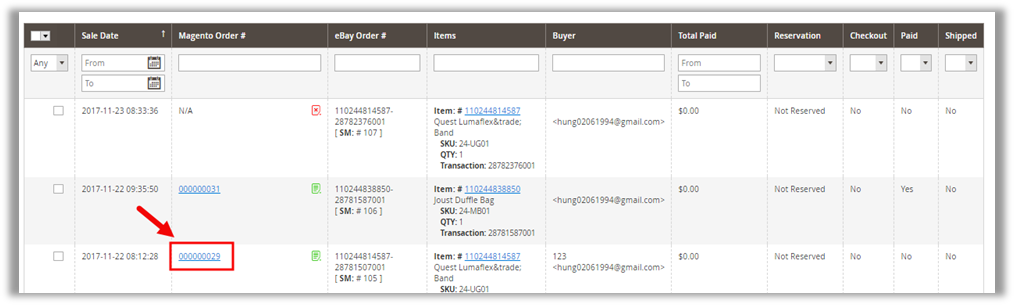 Sale Date ↑ Magento Order # eBay Order # Items Buyer Total Paid Reservation Checkout Paid Shipped
Any From From
To To
2017-11-23 08:33:36 N/A 110244814587- Item: # 110244814587 $0.00 Not Reserved No No No
28782376001 Quest Lumaflex&trade; <hung02061994@gmail.com>
[ SM: # 107 ] Band
SKU: 24-UG01
QTY: 1
Transaction: 28782376001
2017-11-22 09:35:50 000000031 110244838850- Item: # 110244838850 $0.00 Not Reserved No Yes No
28781587001 Joust Duffle Bag <hung02061994@gmail.com>
[ SM: # 106 ] SKU: 24-MB01
QTY: 1
Transaction: 28781587001
2017-11-22 08:12:28 000000029 110244814587- Item: # 110244814587 123 $0.00 Not Reserved No No No
28781507001 Quest Lumaflex&trade; <hung02061994@gmail.com>
[ SM: # 105 ] Band
SKU: 24-UG01